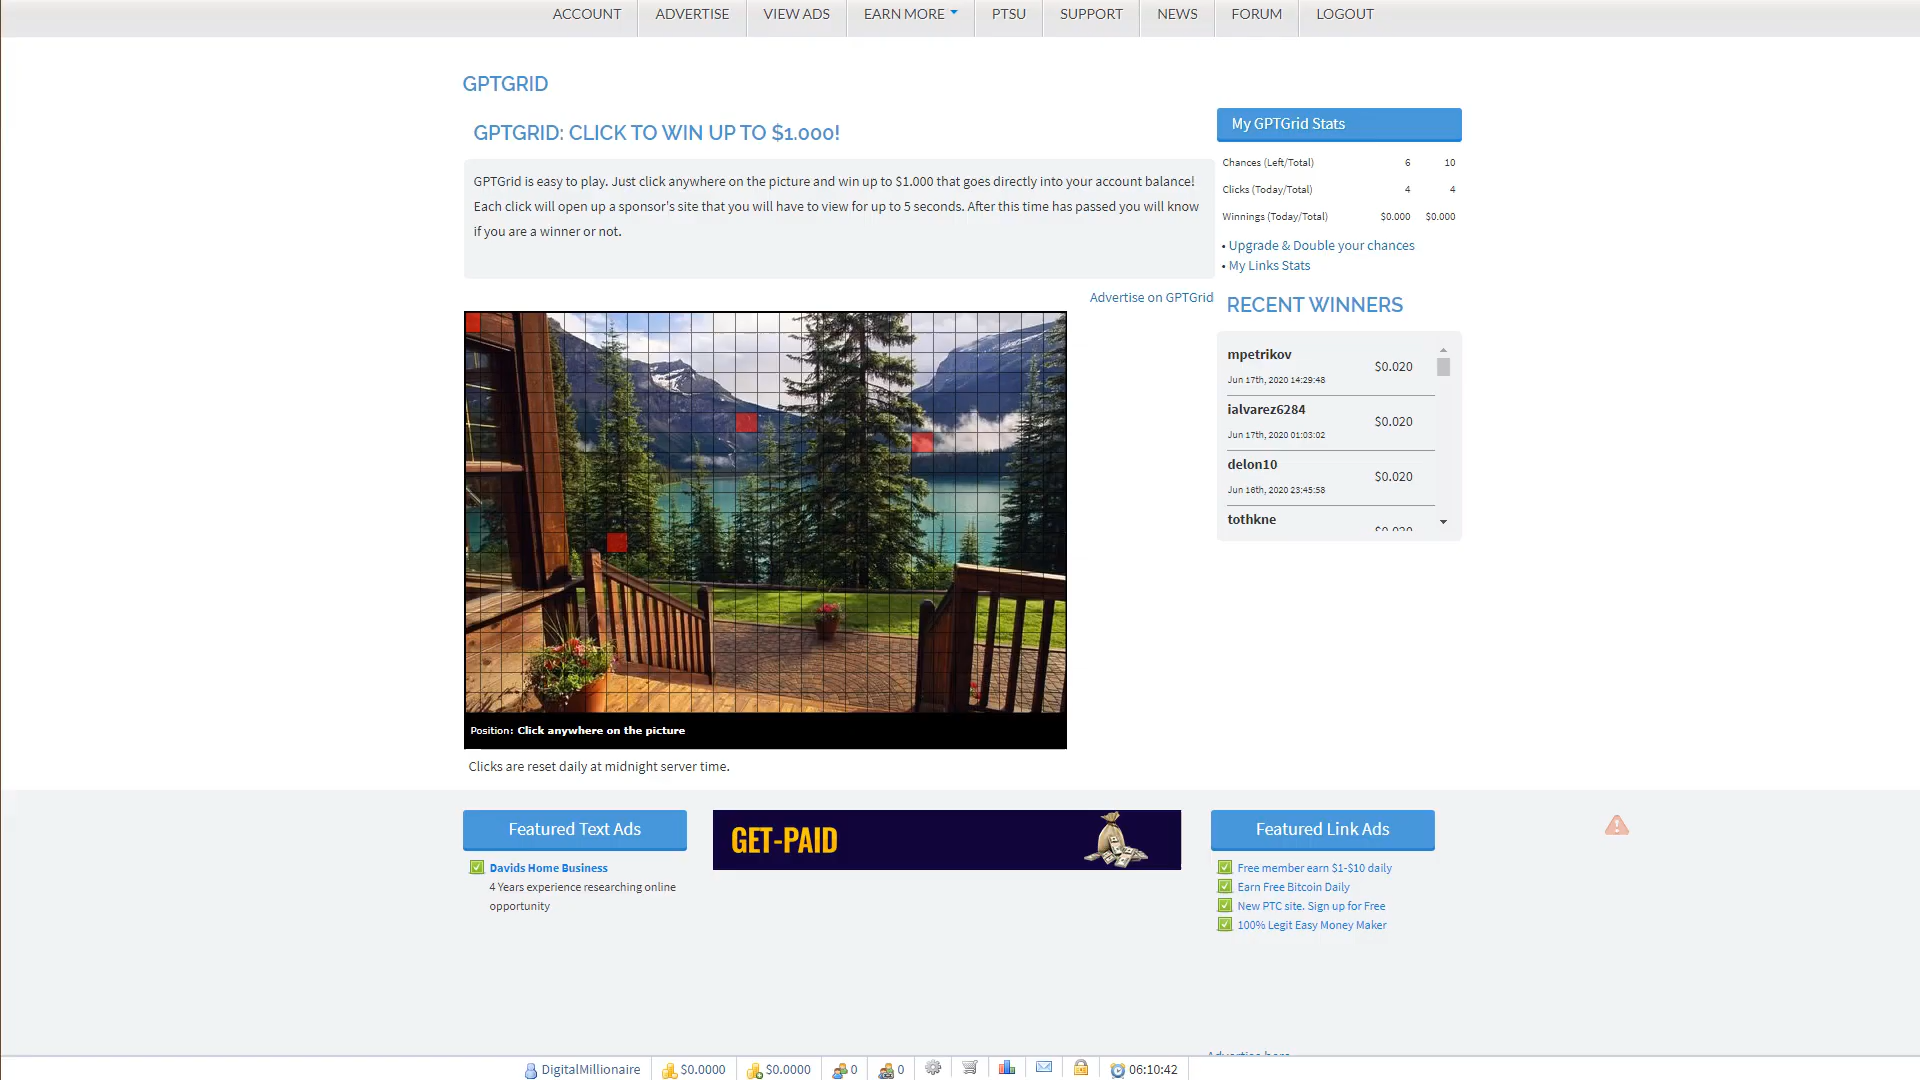 ACCOUNT ADVERTISE VIEW ADS EARN MORE PTSU SUPPORT NEWS FORUM LOGOUT
GPTGRID
GPTGRID: CLICK TO WIN UP TO $1.000!
GPTGrid is easy to play. Just click anywhere on the picture and win up to $1.000 that goes directly into your account balance!
Each click will open up a sponsor's site that you will have to view for up to 5 seconds. After this time has passed you will know
if you are a winner or not.
Advertise on GPTGrid
Position: Click anywhere on the picture
Clicks are reset daily at midnight server time.
My GPTGrid Stats
Chances (Left/Total) 6 10
Clicks (Today/Total) 4 4
Winnings (Today/Total) $0.000 $0.000
• Upgrade & Double your chances
• My Links Stats
RECENT WINNERS
mpetrikov
$0.020
Jun 17th, 2020 14:29:48
ialvarez6284
$0.020
Jun 17th, 2020 01:03:02
delon10
$0.020
Jun 16th, 2020 23:45:58
tothkne
$0.020
Featured Text Ads
Davids Home Business
4 Years experience researching online
opportunity
GET-PAID
Featured Link Ads
Free member earn $1-$10 daily
Earn Free Bitcoin Daily
New PTC site. Sign up for Free
100% Legit Easy Money Maker
Advertise here
DigitalMillionaire $0.0000 $0.0000 0 0 06:10:42